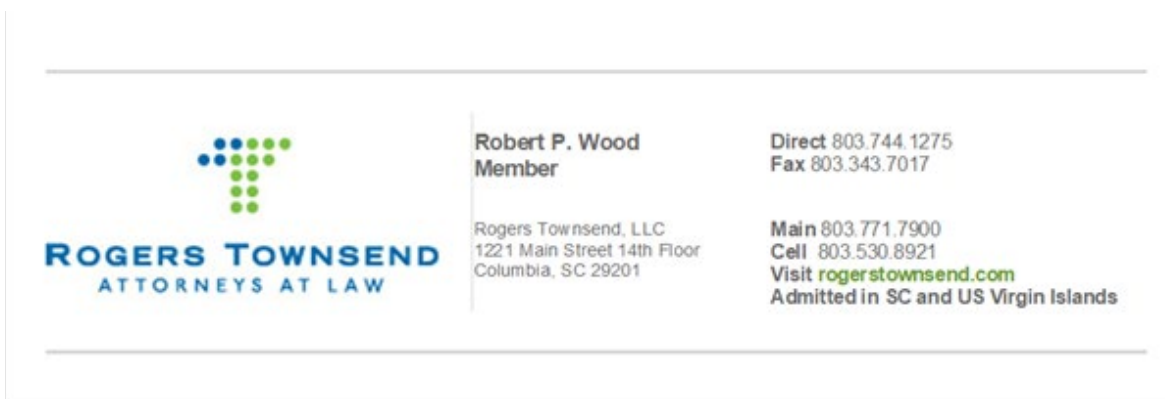 ROGERS TOWNSEND
ATTORNEYS AT LAW
Robert P. Wood
Member
Rogers Townsend, LLC
1221 Main Street 14th Floor
Columbia, SC 29201
Direct 803.744.1275
Fax 803.343.7017
Main 803.771.7900
Cell 803.530.8921
Visit rogerstownsend.com
Admitted in SC and US Virgin Islands